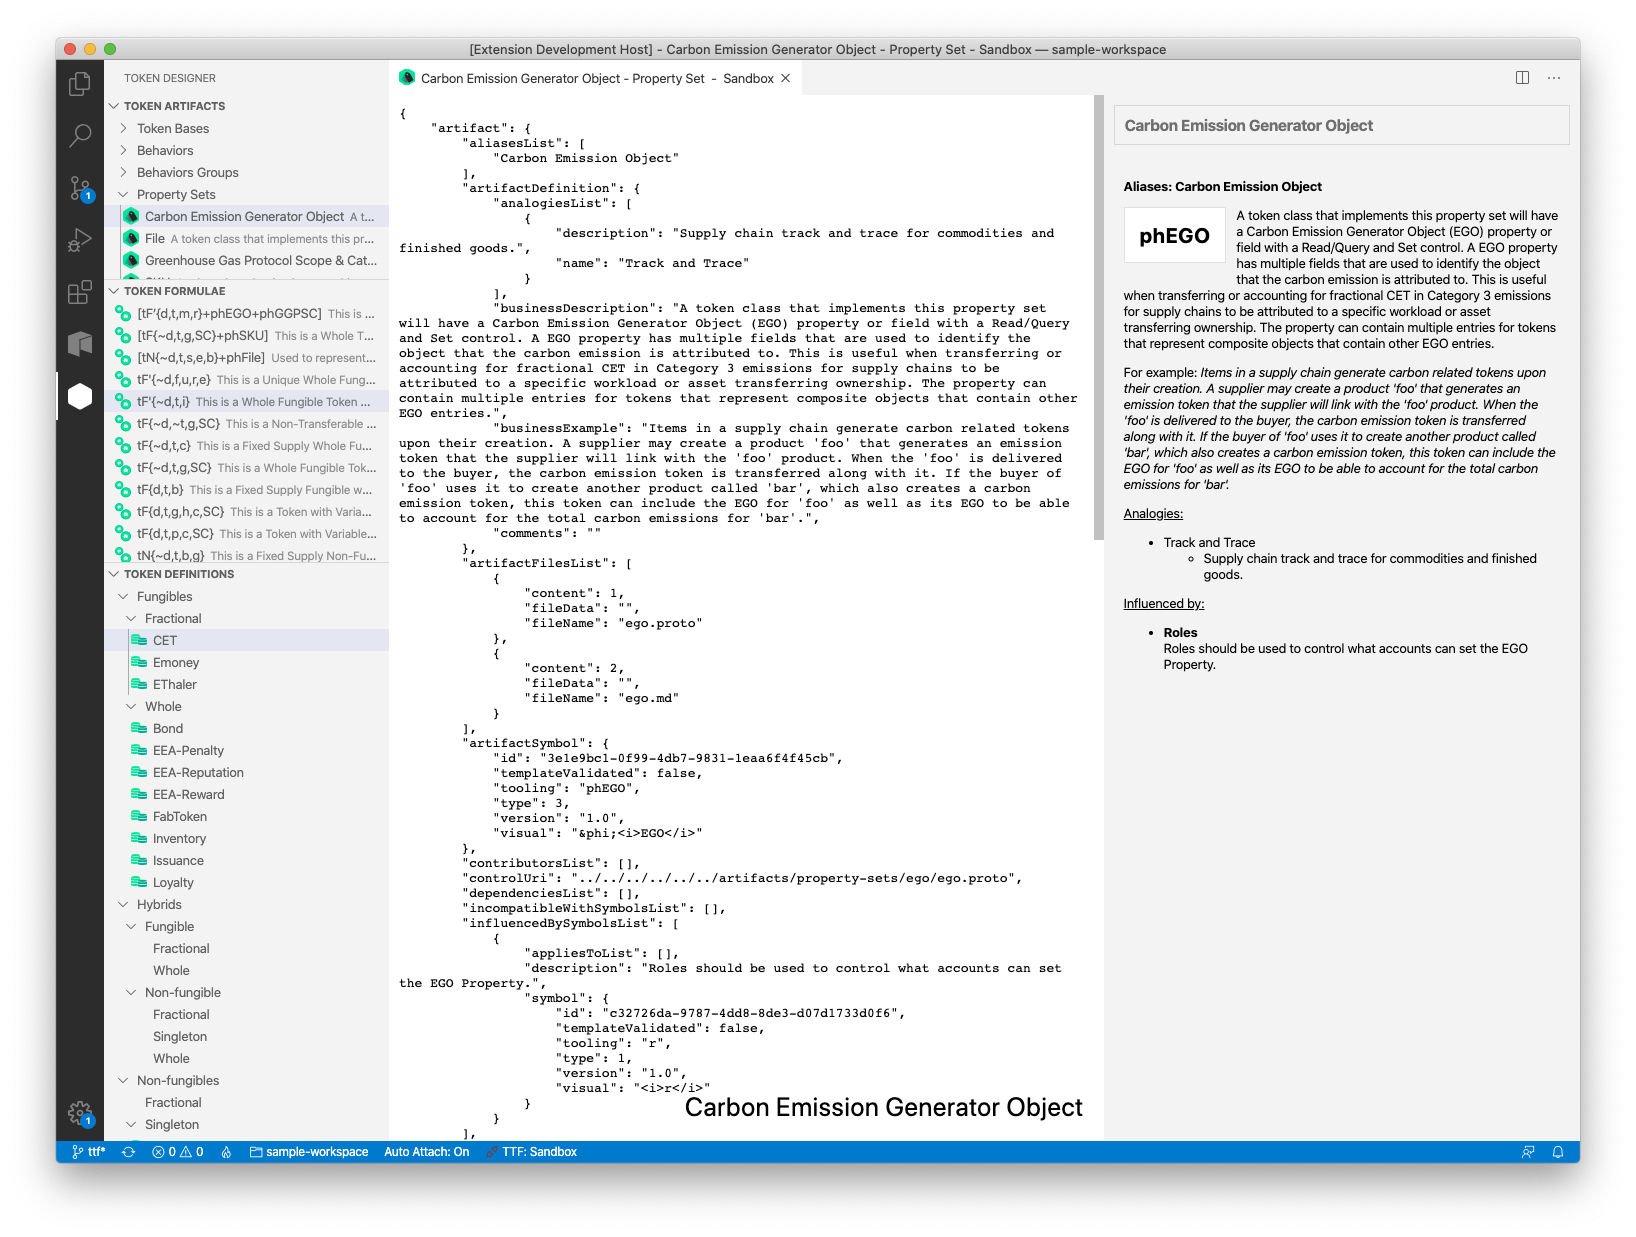 [Extension Development Host] - Carbon Emission Generator Object - Property Set - Sandbox — sample-workspace
TOKEN DESIGNER
TOKEN ARTIFACTS
Token Bases
Behaviors
Behaviors Groups
Property Sets
Carbon Emission Generator Object A t...
File A token class that implements this pr...
Greenhouse Gas Protocol Scope & Cat...
TOKEN FORMULAE
[tF'{d,t,m,r}+phEGO+phGGPSC] This is ...
[tF{~d,t,g,SC}+phSKU] This is a Whole T...
[tN{~d,t,s,e,b}+phFile] Used to represent...
tF'{~d,f,u,r,e} This is a Unique Whole Fung...
tF'{~d,t,i} This is a Whole Fungible Token ...
tF{~d,~t,g,SC} This is a Non-Transferable ...
tF{~d,t,c} This is a Fixed Supply Whole Fu...
tF{~d,t,g,SC} This is a Whole Fungible Tok...
tF{d,t,b} This is a Fixed Supply Fungible w...
tF{d,t,g,h,c,SC} This is a Token with Varia...
tF{d,t,p,c,SC} This is a Token with Variable...
tN{~d,t,b,g} This is a Fixed Supply Non-Fu...
TOKEN DEFINITIONS
Fungibles
Fractional
CET
Emoney
EThaler
Whole
Bond
EEA-Penalty
EEA-Reputation
EEA-Reward
FabToken
Inventory
Issuance
Loyalty
Hybrids
Fungible
Fractional
Whole
Non-fungible
Fractional
Singleton
Whole
Non-fungibles
Fractional
Singleton
1
1
Carbon Emission Generator Object - Property Set - Sandbox
{
"artifact": {
"aliasesList": [
"Carbon Emission Object"
],
"artifactDefinition": {
"analogiesList": [
{
"description": "Supply chain track and trace for commodities and
finished goods.",
"name": "Track and Trace"
}
],
"businessDescription": "A token class that implements this property set
will have a Carbon Emission Generator Object (EGO) property or field with a Read/Query
and Set control. A EGO property has multiple fields that are used to identify the
object that the carbon emission is attributed to. This is useful when transferring or
accounting for fractional CET in Category 3 emissions for supply chains to be
attributed to a specific workload or asset transferring ownership. The property can
contain multiple entries for tokens that represent composite objects that contain other
EGO entries.",
"businessExample": "Items in a supply chain generate carbon related tokens
upon their creation. A supplier may create a product 'foo' that generates an emission
token that the supplier will link with the 'foo' product. When the 'foo' is delivered
to the buyer, the carbon emission token is transferred along with it. If the buyer of
'foo' uses it to create another product called 'bar', which also creates a carbon
emission token, this token can include the EGO for 'foo' as well as its EGO to be able
to account for the total carbon emissions for 'bar'.",
"comments": ""
},
"artifactFilesList": [
{
"content": 1,
"fileData": "",
"fileName": "ego.proto"
},
{
"content": 2,
"fileData": "",
"fileName": "ego.md"
}
],
"artifactSymbol": {
"id": "3e1e9bc1-0f99-4db7-9831-1eaa6f4f45cb",
"templateValidated": false,
"tooling": "phEGO",
"type": 3,
"version": "1.0",
"visual": "&phi;<i>EGO</i>"
},
"contributorsList": [],
"controlUri": "../../../../../../artifacts/property-sets/ego/ego.proto",
"dependenciesList": [],
"incompatibleWithSymbolsList": [],
"influencedBySymbolsList": [
{
"appliesToList": [],
"description": "Roles should be used to control what accounts can set
the EGO Property.",
"symbol": {
"id": "c32726da-9787-4dd8-8de3-d07d1733d0f6",
"templateValidated": false,
"tooling": "r",
"type": 1,
"version": "1.0",
"visual": "<i>r</i>"
}
}
],
Carbon Emission Generator Object
Carbon Emission Generator Object
Aliases: Carbon Emission Object
phEGO
A token class that implements this property set will have
a Carbon Emission Generator Object (EGO) property or
field with a Read/Query and Set control. A EGO property
has multiple fields that are used to identify the object
that the carbon emission is attributed to. This is useful
when transferring or accounting for fractional CET in Category 3 emissions
for supply chains to be attributed to a specific workload or asset
transferring ownership. The property can contain multiple entries for tokens
that represent composite objects that contain other EGO entries.
For example: Items in a supply chain generate carbon related tokens upon
their creation. A supplier may create a product 'foo' that generates an
emission token that the supplier will link with the 'foo' product. When the
'foo' is delivered to the buyer, the carbon emission token is transferred
along with it. If the buyer of 'foo' uses it to create another product called
'bar', which also creates a carbon emission token, this token can include the
EGO for 'foo' as well as its EGO to be able to account for the total carbon
emissions for 'bar'.
Analogies:
Track and Trace
Supply chain track and trace for commodities and finished
goods.
Influenced by:
Roles
Roles should be used to control what accounts can set the EGO
Property.
ttf* 0 0 sample-workspace Auto Attach: On TTF: Sandbox